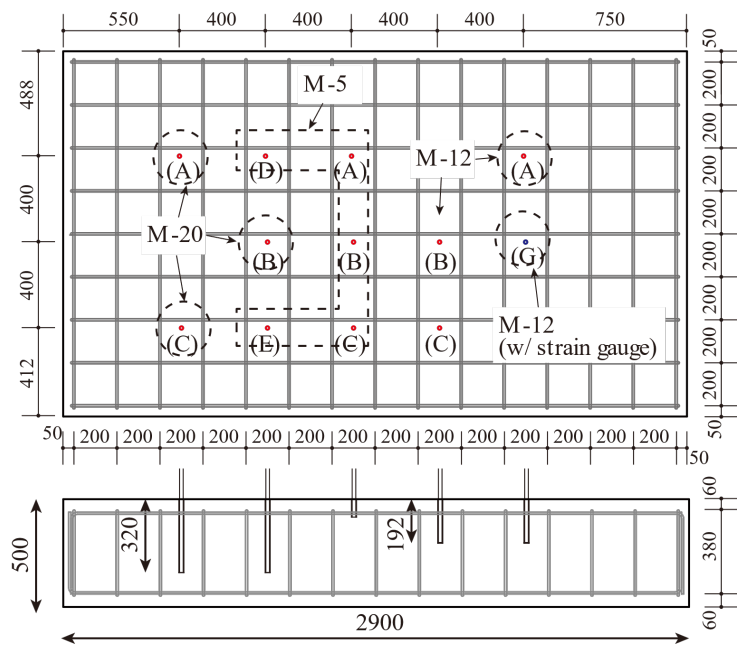 550 400 400 400 400 750
50
488 400 400 412
200 200 200 200 200 200 200 200
50
M-5
M-12
(A) (D) (A) (A)
M-20
(B) (B) (B) (G)
M-12
(w/ strain gauge)
(C) (E) (C) (C)
50 200 200 200 200 200 200 200 200 200 200 200 200 200 200 50
500
320
192
60
380
60
2900